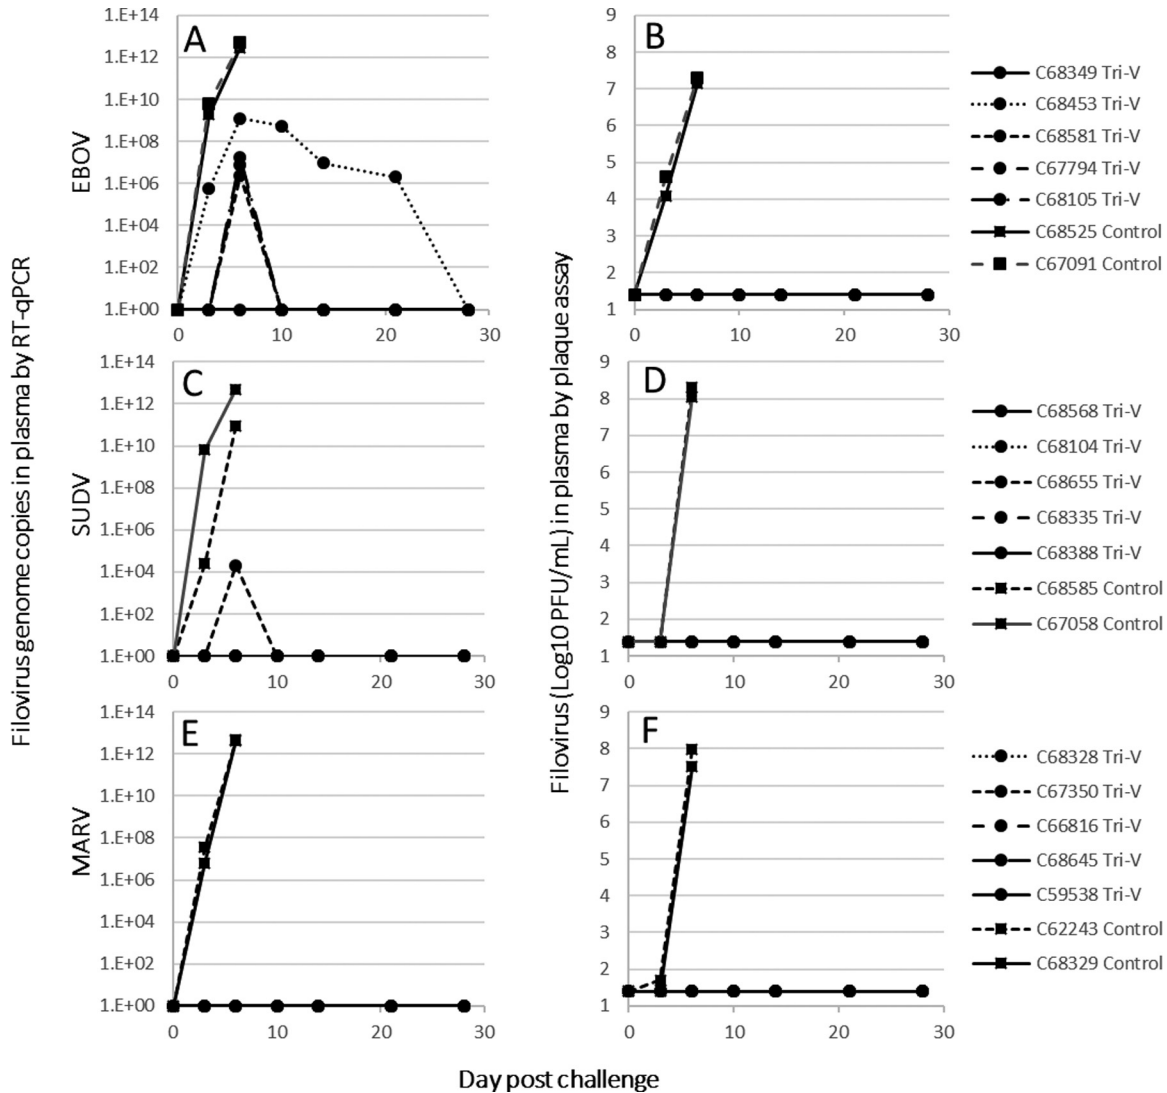 Filovirus genome copies in plasma by RT-qPCR
Filovirus (Log10 PFU/mL) in plasma by plaque assay
EBOV
A
1.E+14
1.E+12
1.E+10
1.E+08
1.E+06
1.E+04
1.E+02
1.E+00
0 10 20 30
B
9
8
7
6
5
4
3
2
1
0 10 20 30
C68349 Tri-V
C68453 Tri-V
C68581 Tri-V
C67794 Tri-V
C68105 Tri-V
C68525 Control
C67091 Control
SUDV
C
1.E+14
1.E+12
1.E+10
1.E+08
1.E+06
1.E+04
1.E+02
1.E+00
0 10 20 30
D
9
8
7
6
5
4
3
2
1
0 10 20 30
C68568 Tri-V
C68104 Tri-V
C68655 Tri-V
C68335 Tri-V
C68388 Tri-V
C68585 Control
C67058 Control
MARV
E
1.E+14
1.E+12
1.E+10
1.E+08
1.E+06
1.E+04
1.E+02
1.E+00
0 10 20 30
F
9
8
7
6
5
4
3
2
1
0 10 20 30
C68328 Tri-V
C67350 Tri-V
C66816 Tri-V
C68645 Tri-V
C59538 Tri-V
C62243 Control
C68329 Control
Day post challenge